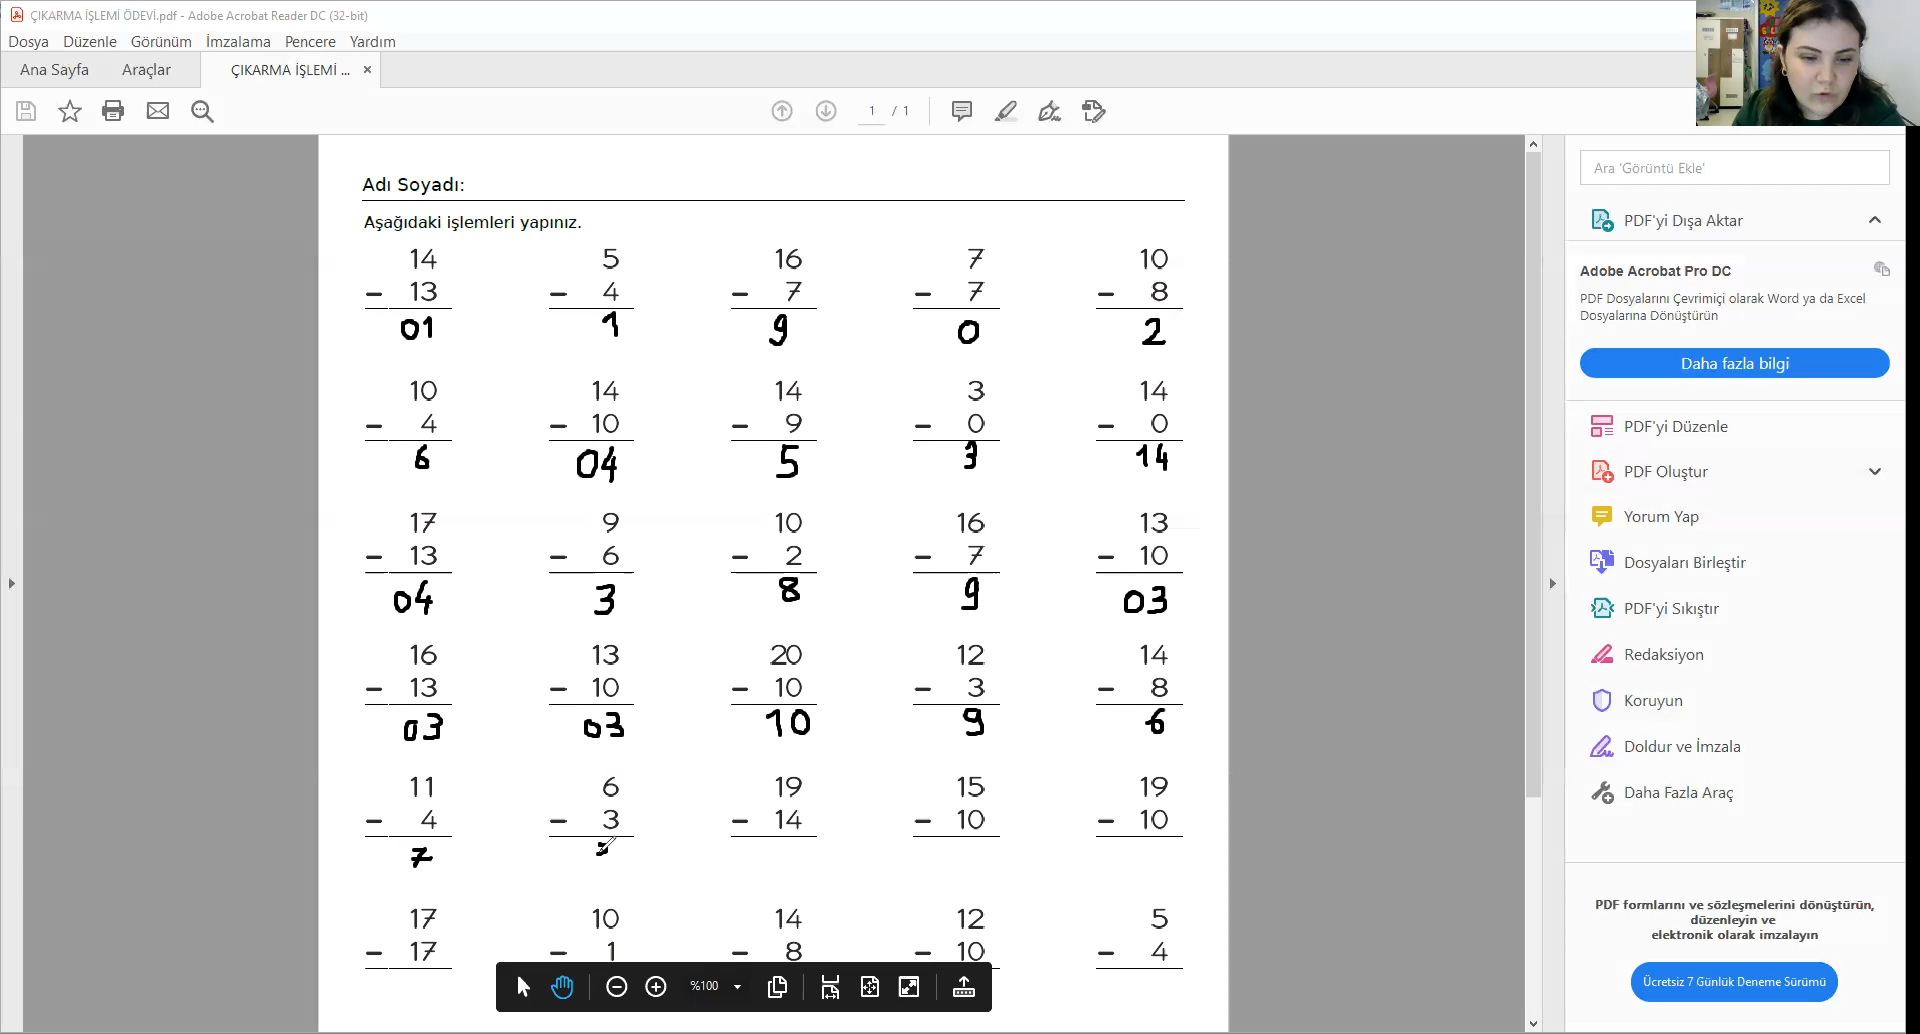 ÇIKARMA İŞLEMİ ÖDEVİ.pdf - Adobe Acrobat Reader DC (32-bit)
Dosya Düzenle Görünüm İmzalama Pencere Yardım
Ana Sayfa Araçlar ÇIKARMA İŞLEMİ ... ×
1 / 1
Adı Soyadı:
Aşağıdaki işlemleri yapınız.
14 5 16 7 10
- 13 - 4 - 7 - 7 - 8
01 1 9 0 2
10 14 14 3 14
- 4 - 10 - 9 - 0 - 0
6 04 5 3 14
17 9 10 16 13
- 13 - 6 - 2 - 7 - 10
04 3 8 9 03
16 13 20 12 14
- 13 - 10 - 10 - 3 - 8
03 03 10 9 6
11 6 19 15 19
- 4 - 3 - 14 - 10 - 10
7
17 10 14 12 5
- 17 - 1 - 8 - 10 - 4
%100
Ara 'Görüntü Ekle'
PDF'yi Dışa Aktar
Adobe Acrobat Pro DC
PDF Dosyalarını Çevrimiçi olarak Word ya da Excel
Dosyalarına Dönüştürün
Daha fazla bilgi
PDF'yi Düzenle
PDF Oluştur
Yorum Yap
Dosyaları Birleştir
PDF'yi Sıkıştır
Redaksiyon
Koruyun
Doldur ve İmzala
Daha Fazla Araç
PDF formlarını ve sözleşmelerini dönüştürün,
düzenleyin ve
elektronik olarak imzalayın
Ücretsiz 7 Günlük Deneme Sürümü